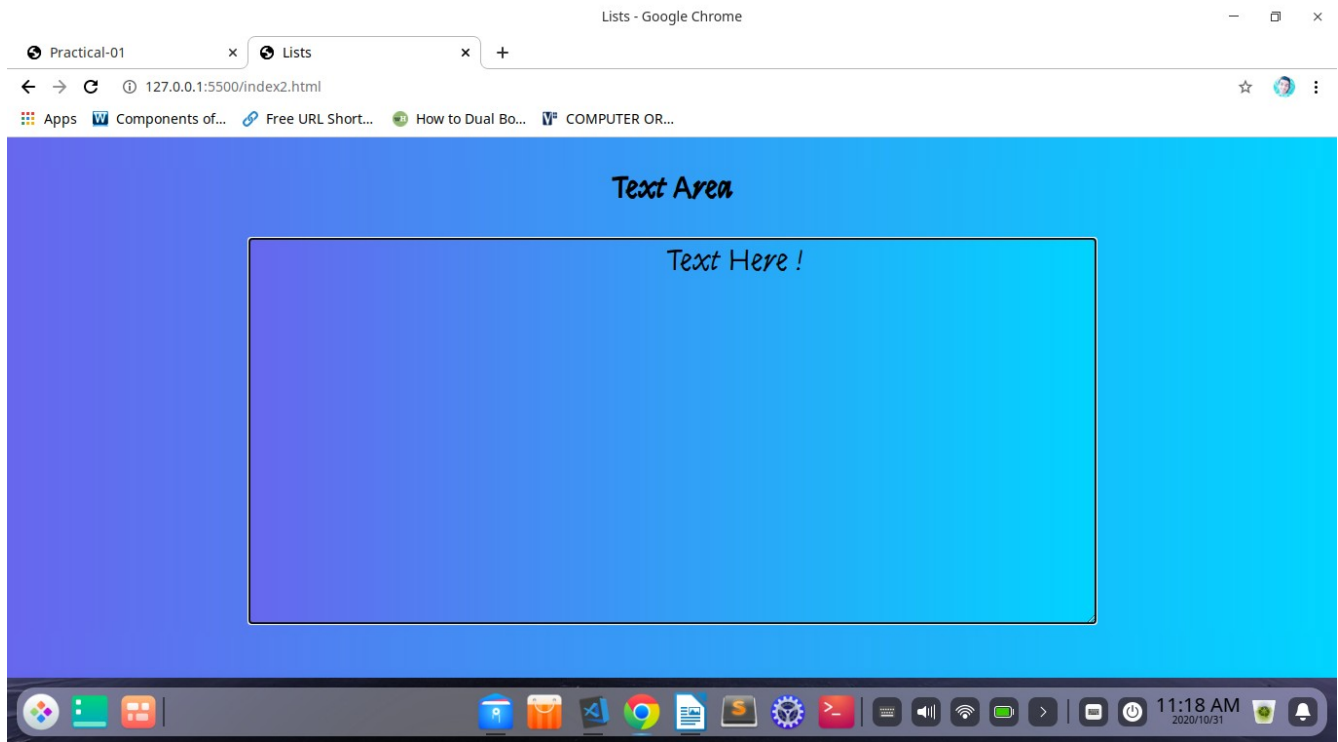 Lists - Google Chrome
Practical-01 × Lists × +
127.0.0.1:5500/index2.html
Apps W Components of... Free URL Short... How to Dual Bo... COMPUTER OR...
Text Area
Text Here !
11:18 AM
2020/10/31